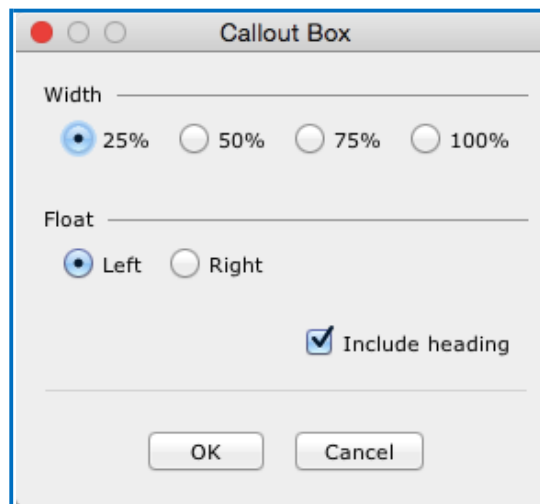 Callout Box
Width
25% 50% 75% 100%
Float
Left Right
Include heading
OK Cancel